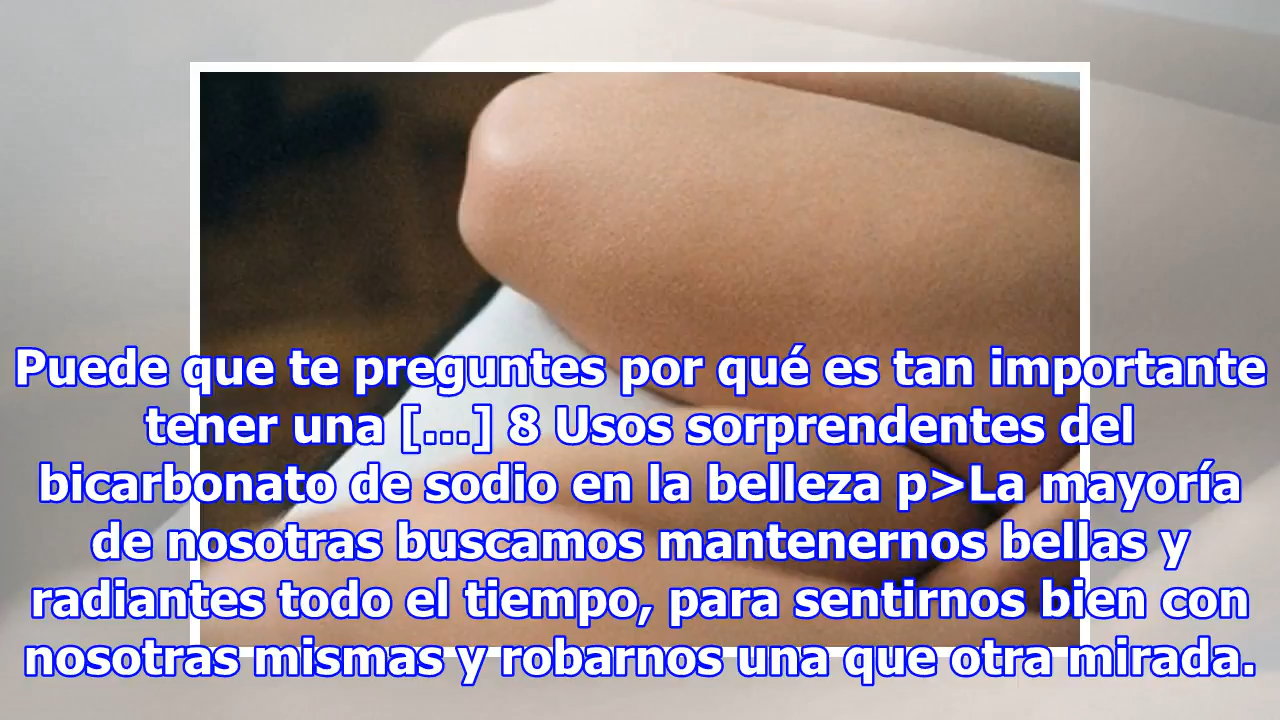 Puede que te preguntes por qué es tan importante
tener una [...] 8 Usos sorprendentes del
bicarbonato de sodio en la belleza p>La mayoría
de nosotras buscamos mantenernos bellas y
radiantes todo el tiempo, para sentirnos bien con
nosotras mismas y robarnos una que otra mirada.